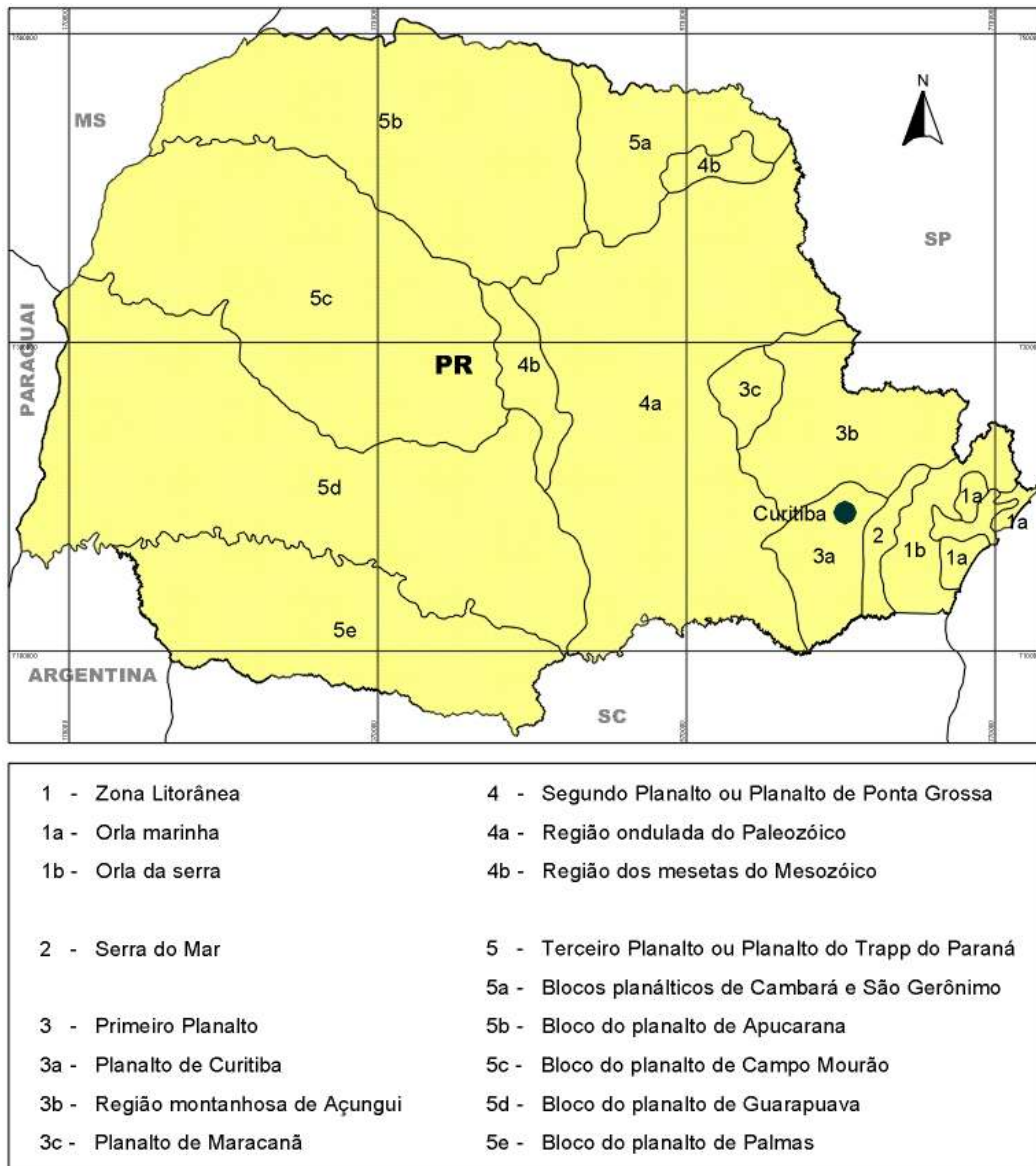 MS
5b
5a
4b
N
SP
PARAGUAI
5c
PR
4b
4a
3c
3b
5d
Curitiba
3a
2
1b
1a
1a
1a
5e
ARGENTINA
SC
1 - Zona Litorânea
1a - Orla marinha
1b - Orla da serra
2 - Serra do Mar
3 - Primeiro Planalto
3a - Planalto de Curitiba
3b - Região montanhosa de Açungui
3c - Planalto de Maracanã
4 - Segundo Planalto ou Planalto de Ponta Grossa
4a - Região ondulada do Paleozóico
4b - Região dos mesetas do Mesozóico
5 - Terceiro Planalto ou Planalto do Trapp do Paraná
5a - Blocos planálticos de Cambará e São Gerônimo
5b - Bloco do planalto de Apucarana
5c - Bloco do planalto de Campo Mourão
5d - Bloco do planalto de Guarapuava
5e - Bloco do planalto de Palmas